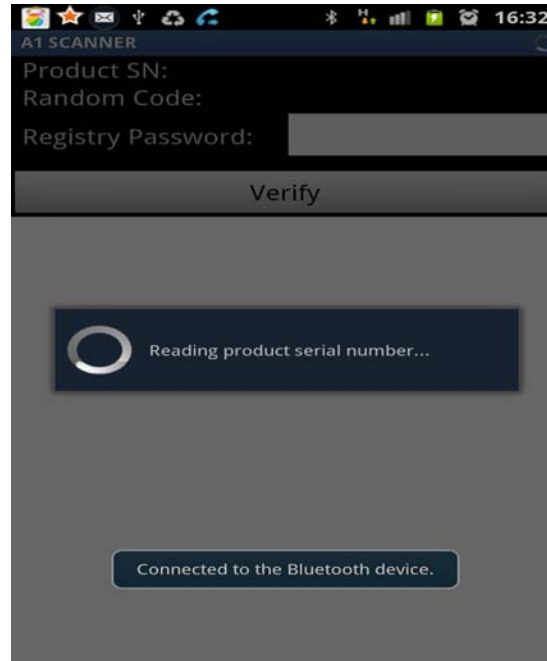 16:32
A1 SCANNER
Product SN:
Random Code:
Registry Password:
Verify
Reading product serial number...
Connected to the Bluetooth device.